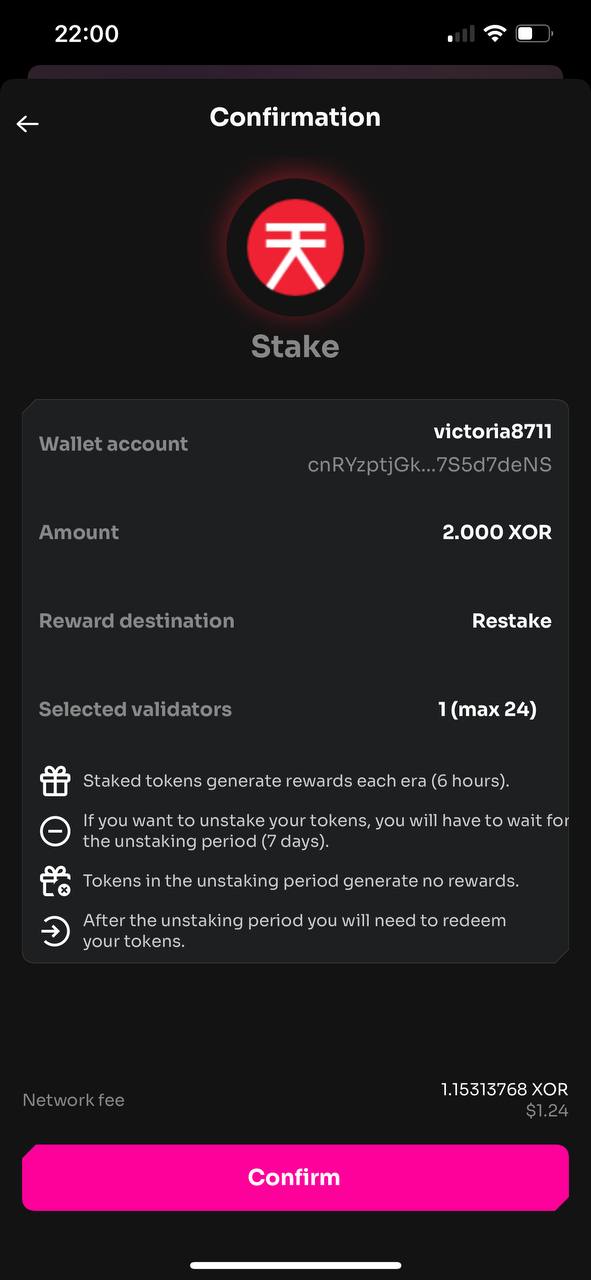 22:00
Confirmation
天
Stake
Wallet account
victoria8711
cnRYzptjGk...7S5d7deNS
Amount
2.000 XOR
Reward destination
Restake
Selected validators
1 (max 24)
Staked tokens generate rewards each era (6 hours).
If you want to unstake your tokens, you will have to wait for
the unstaking period (7 days).
Tokens in the unstaking period generate no rewards.
After the unstaking period you will need to redeem
your tokens.
Network fee
1.15313768 XOR
$1.24
Confirm